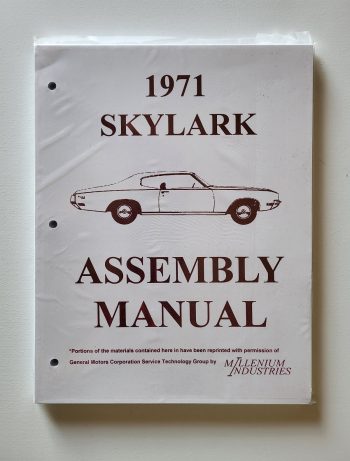 1971
SKYLARK
ASSEMBLY
MANUAL
*Portions of the materials contained here in have been reprinted with permission of
General Motors Corporation Service Technology Group by
MILLENIUM
INDUSTRIES